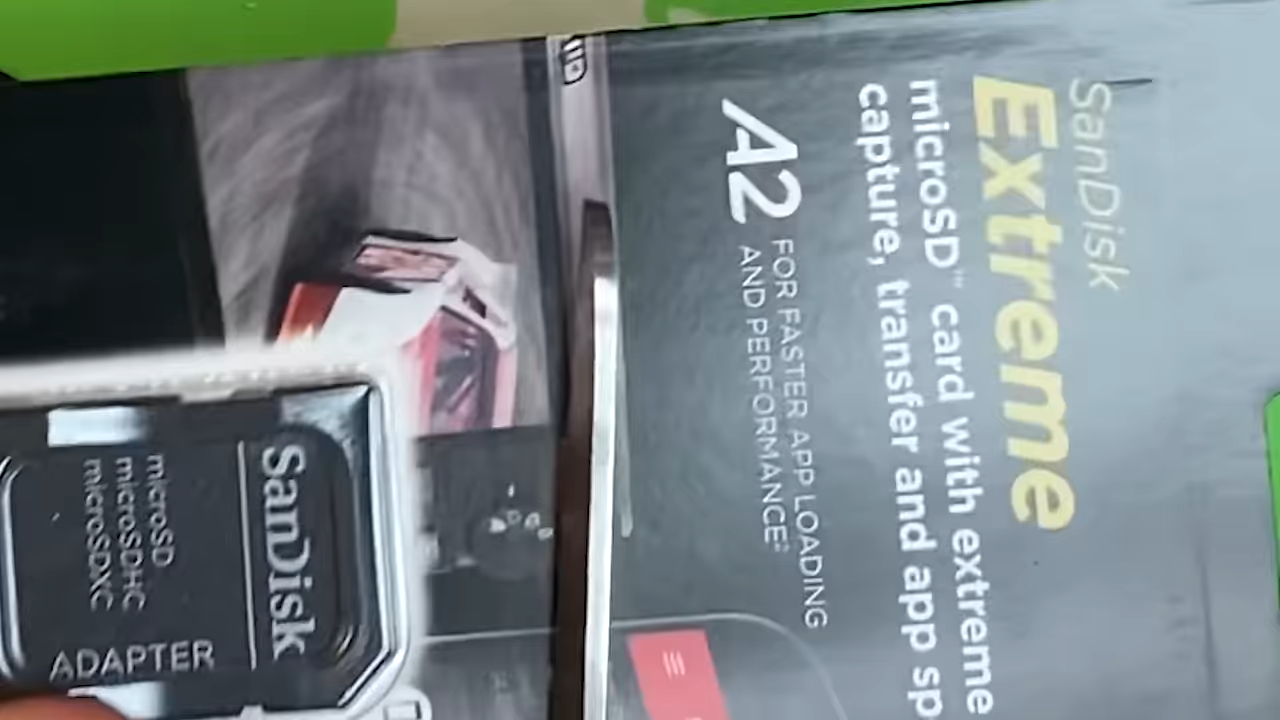 SanDisk
Extreme
microSD™ card with extreme
capture, transfer and app
A2
FOR FASTER APP LOADING
AND PERFORMANCE²
SanDisk
microSD
microSDHC
microSDXC
ADAPTER